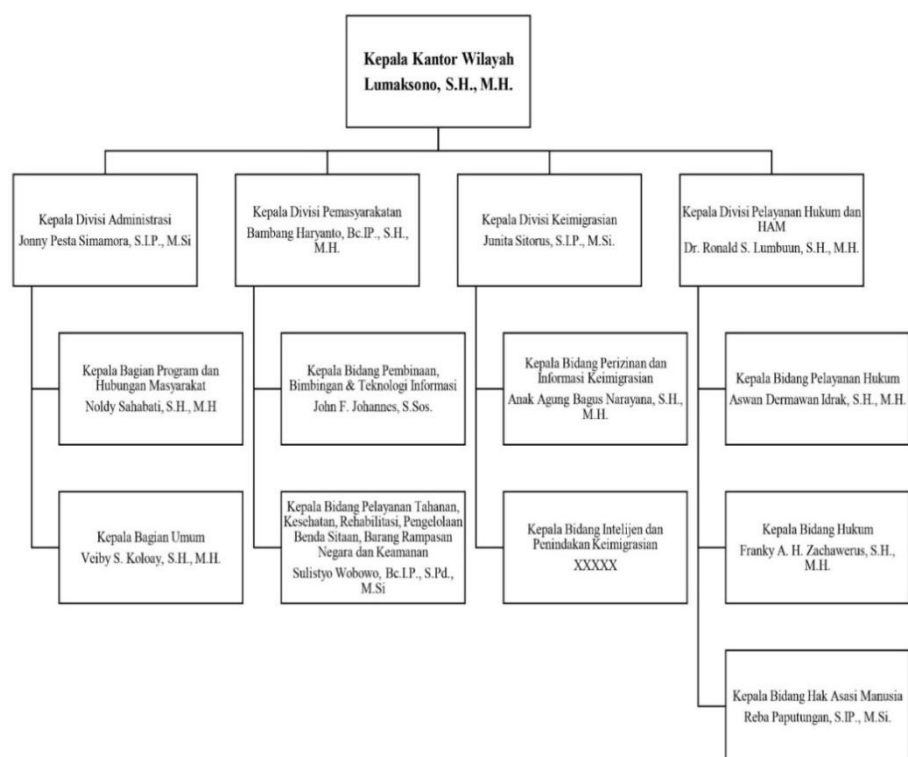 Kepala Kantor Wilayah
Lumaksono, S.H., M.H.
Kepala Divisi Administrasi
Jonny Pesta Simamora, S.I.P., M.Si
Kepala Divisi Pemasyarakatan
Bambang Haryanto, Bc.IP., S.H.,
M.H.
Kepala Divisi Keimigrasian
Junita Sitorus, S.I.P., M.Si.
Kepala Divisi Pelayanan Hukum dan
HAM
Dr. Ronald S. Lumbuun, S.H., M.H.
Kepala Bagian Program dan
Hubungan Masyarakat
Noldy Sahabati, S.H., M.H
Kepala Bidang Pembinaan,
Bimbingan & Teknologi Informasi
John F. Johannes, S.Sos.
Kepala Bidang Perizinan dan
Informasi Keimigrasian
Anak Agung Bagus Narayana, S.H.,
M.H.
Kepala Bidang Pelayanan Hukum
Aswan Dermawan Idrak, S.H., M.H.
Kepala Bagian Umum
Veiby S. Koloay, S.H., M.H.
Kepala Bidang Pelayanan Tahanan,
Kesehatan, Rehabilitasi, Pengelolaan
Benda Sitaan, Barang Rampasan
Negara dan Keamanan
Sulistyo Wobowo, Bc.I.P., S.Pd.,
M.Si
Kepala Bidang Intelijen dan
Penindakan Keimigrasian
XXXXX
Kepala Bidang Hukum
Franky A. H. Zachawerus, S.H.,
M.H.
Kepala Bidang Hak Asasi Manusia
Reba Paputungan, S.IP., M.Si.